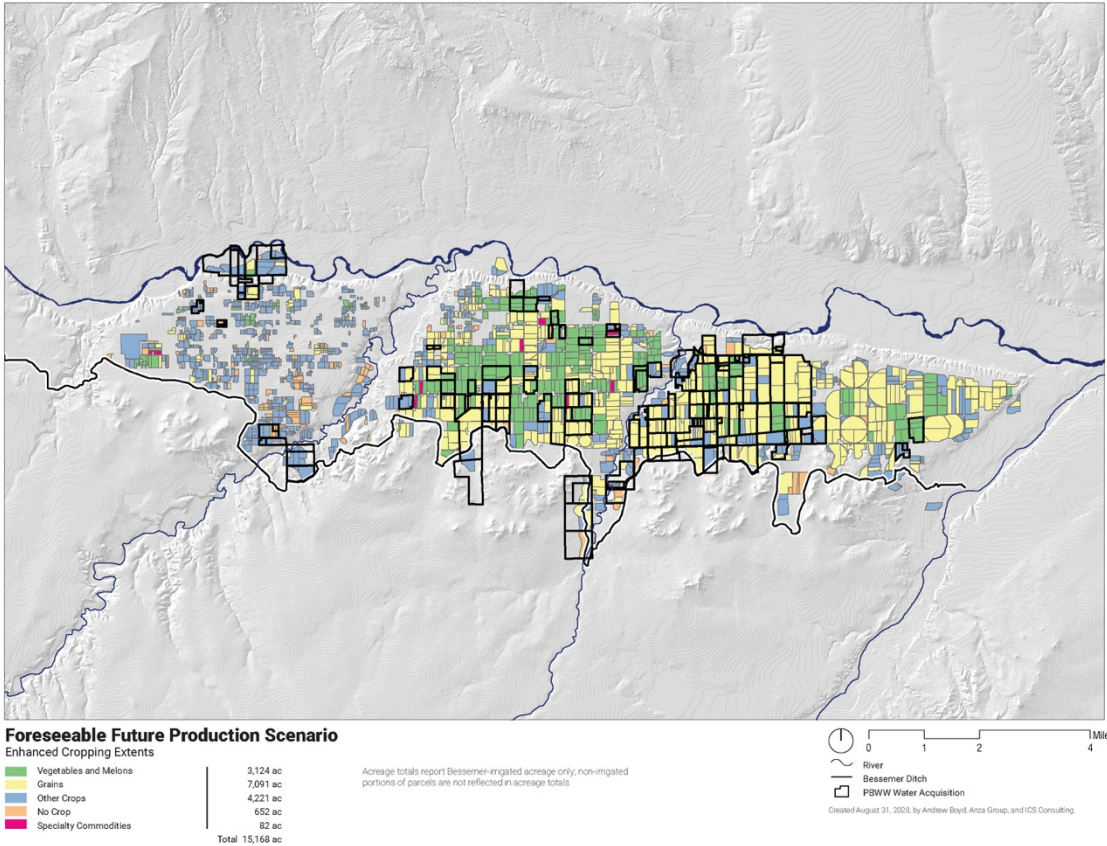 Foreseeable Future Production Scenario
Enhanced Cropping Extents
Vegetables and Melons 3,124 ac
Grains 7,091 ac
Other Crops 4,221 ac
No Crop 652 ac
Specialty Commodities 82 ac
Total 15,168 ac
Acreage totals report Bessemer-irrigated acreage only; non-irrigated
portions of parcels are not reflected in acreage totals.
0 1 2 4 Mile
River
Bessemer Ditch
PBWW Water Acquisition
Created August 31, 2020, by Andrew Boyd, Anza Group, and ICS Consulting.